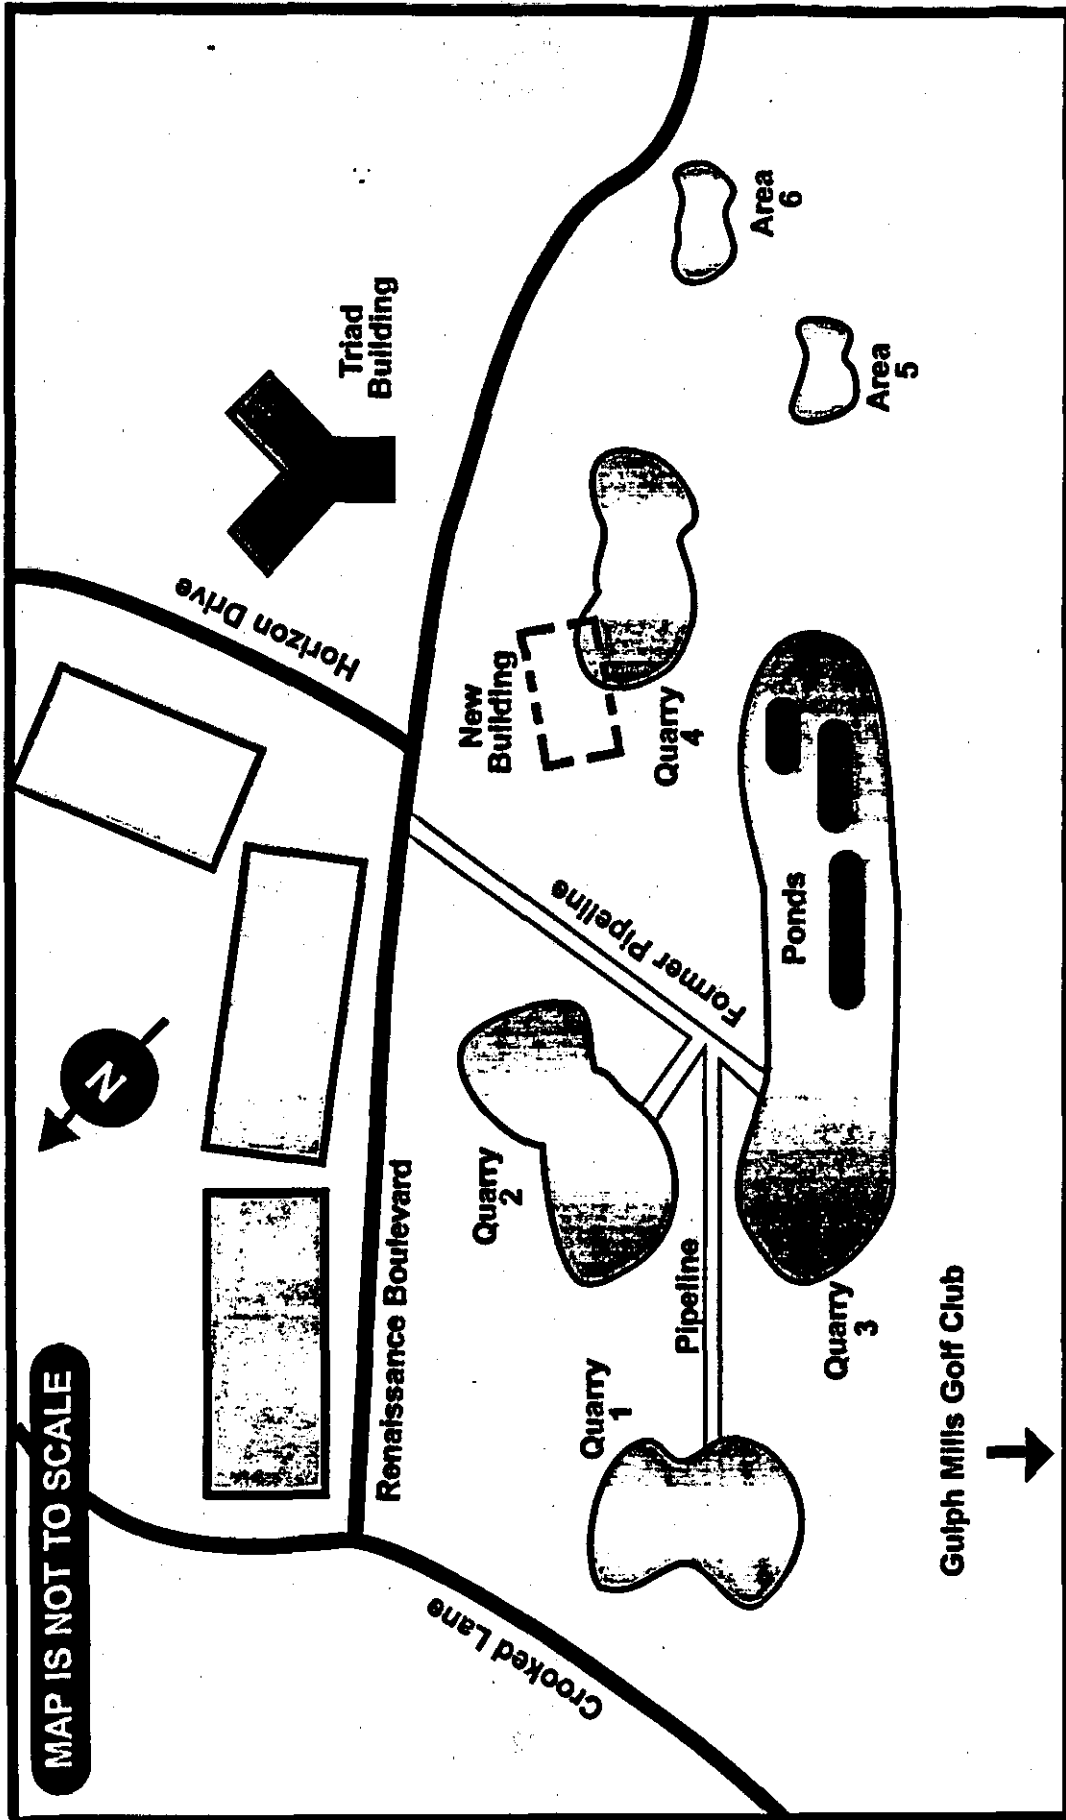 MAP IS NOT TO SCALE
N
Horizon Drive
Triad
Building
Crooked Lane
Renaissance Boulevard
New
Building
Quarry
2
Quarry
1
Pipeline
Former Pipeline
Quarry
4
Area
6
Area
5
Ponds
Quarry
3
Gulph Mills Golf Club